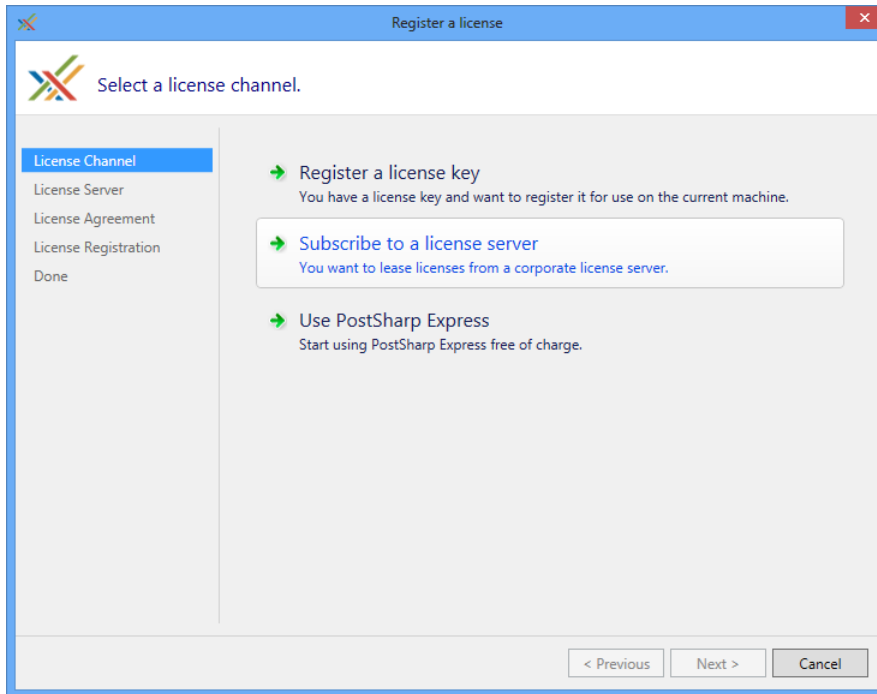 Register a license
Select a license channel.
License Channel
License Server
License Agreement
License Registration
Done
Register a license key
You have a license key and want to register it for use on the current machine.
Subscribe to a license server
You want to lease licenses from a corporate license server.
Use PostSharp Express
Start using PostSharp Express free of charge.
< Previous
Next >
Cancel